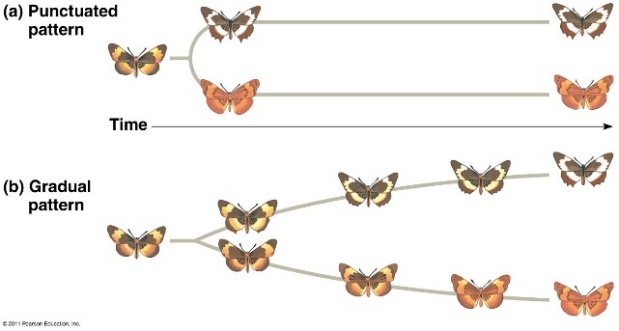 (a) Punctuated
pattern
Time
(b) Gradual
pattern
© 2011 Pearson Education, Inc.